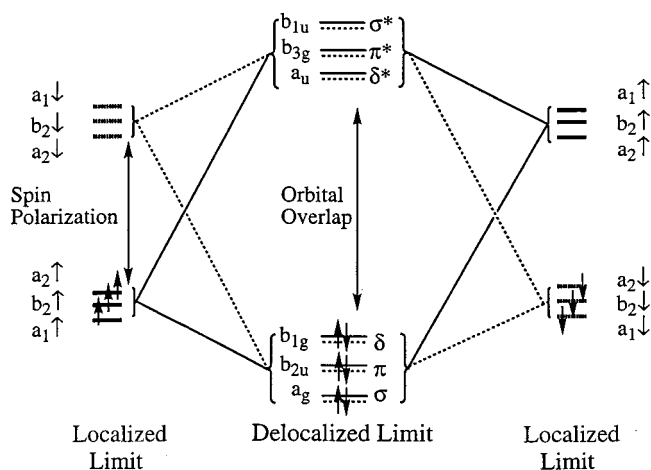 b1u σ*
b3g π*
au δ*
a1↓
b2↓
a2↓
a1↑
b2↑
a2↑
Spin
Polarization
Orbital
Overlap
a2↑
b2↑
a1↑
a2↓
b2↓
a1↓
b1g δ
b2u π
ag σ
Localized
Limit
Delocalized Limit
Localized
Limit